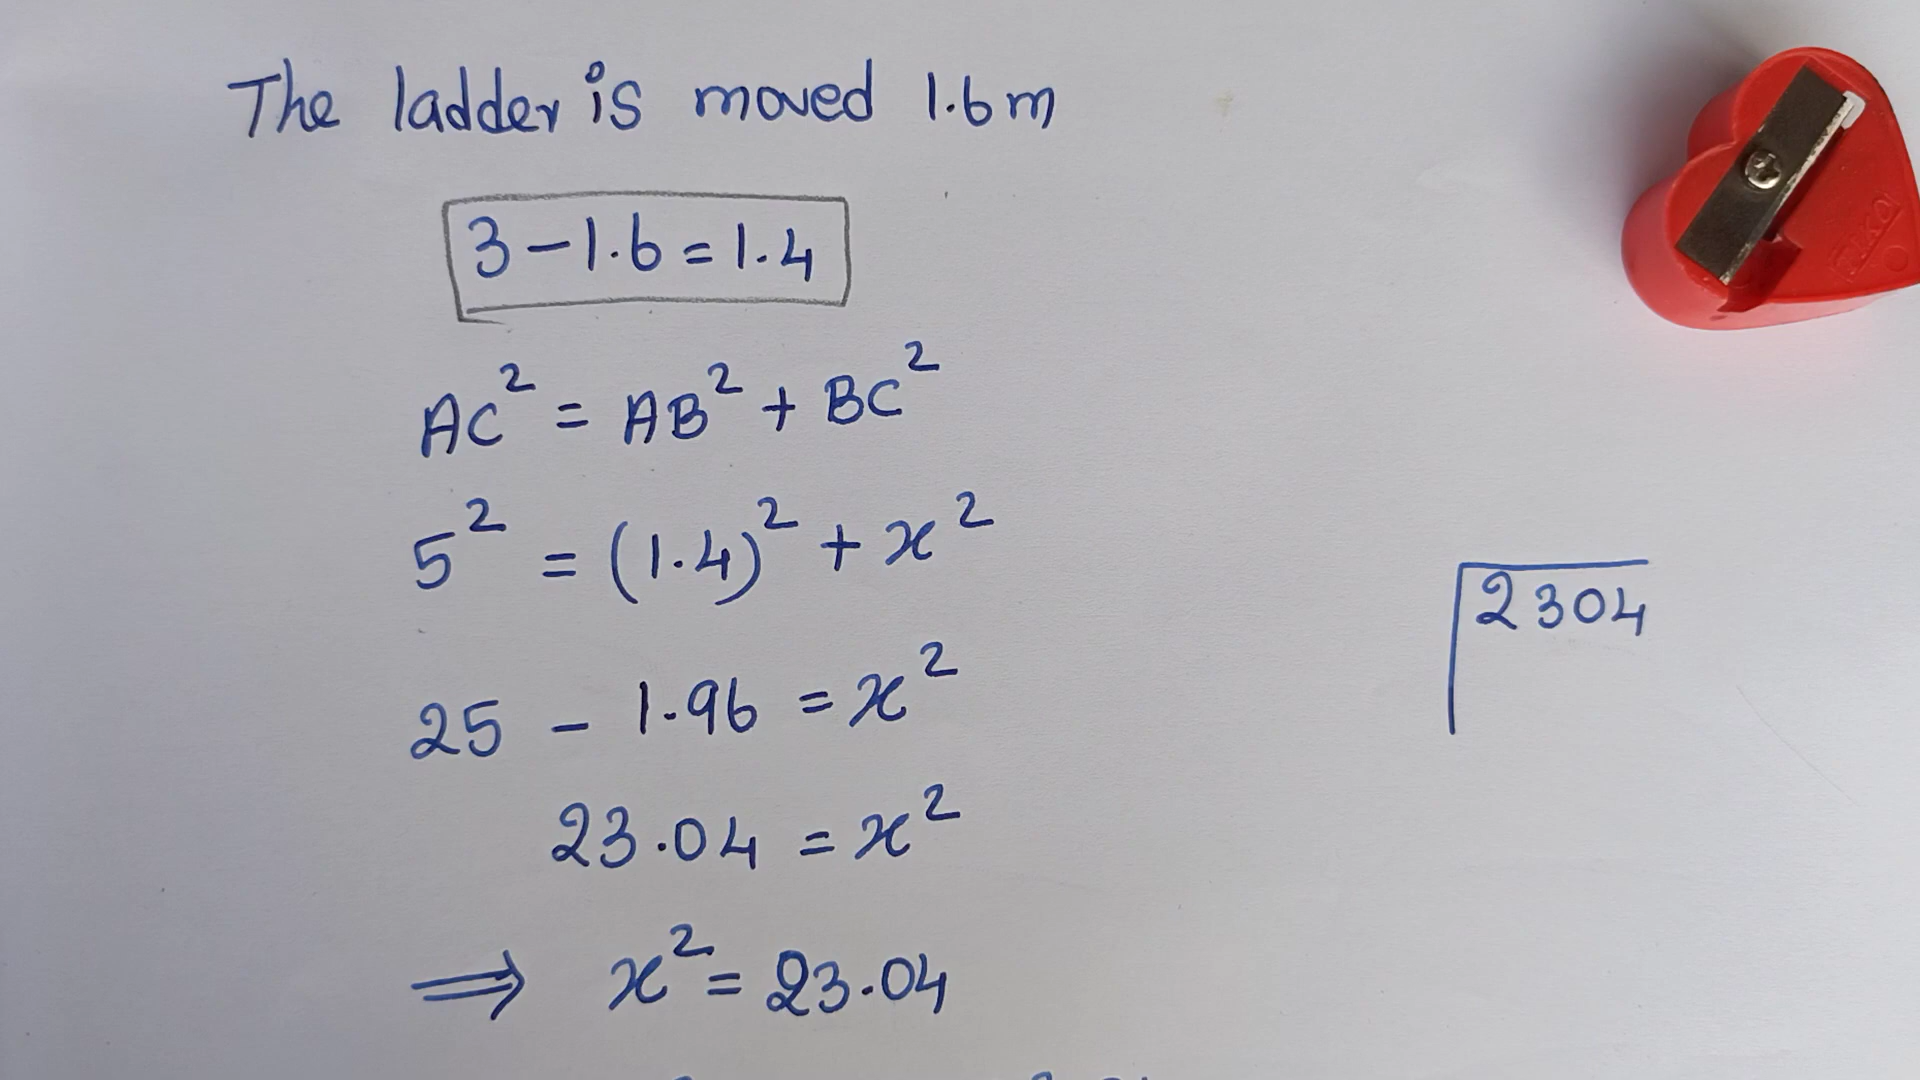 The ladder is moved 1.6m
3-1.6=1.4
AC² = AB² + BC²
5² = (1.4)² + x²
25 - 1.96 = x²
23.04 = x²
⟹ x² = 23.04
2304